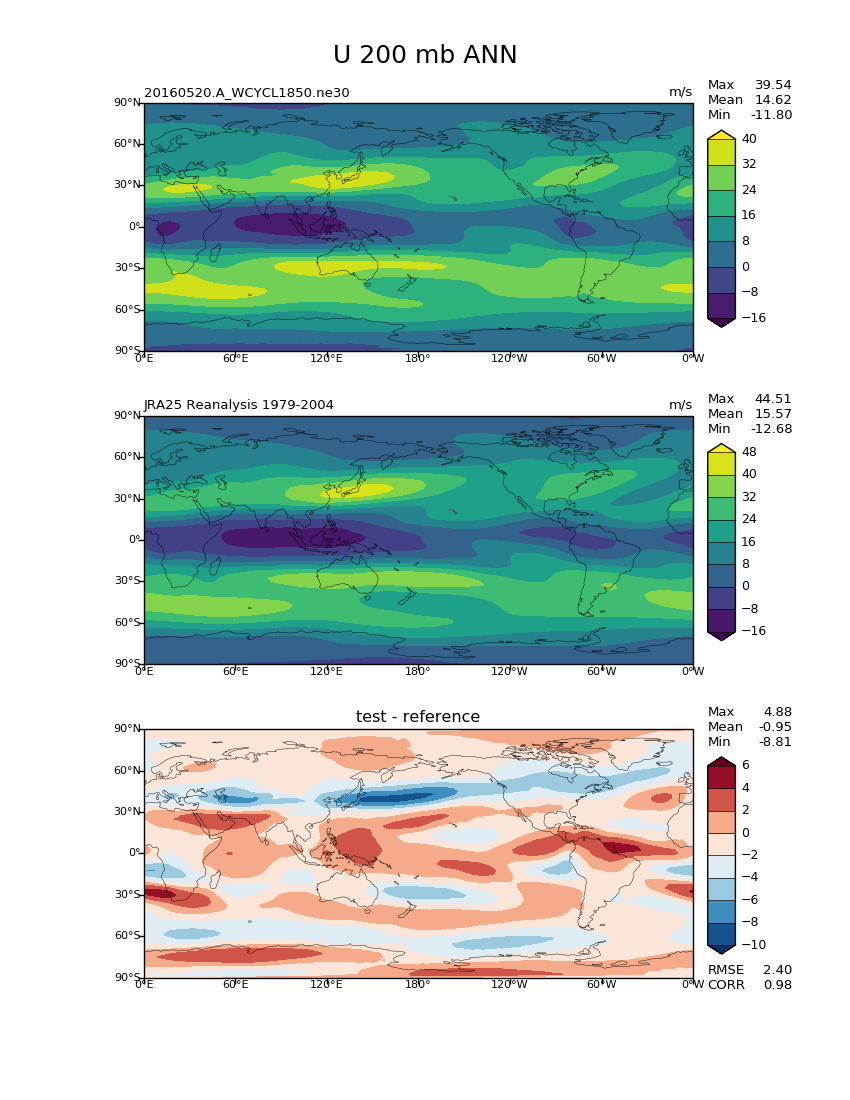 U 200 mb ANN
20160520.A_WCYCL1850.ne30
m/s
Max 39.54
Mean 14.62
Min -11.80
90°N
60°N
30°N
0°
30°S
60°S
90°S
0°E 60°E 120°E 180° 120°W 60°W 0°W
40
32
24
16
8
0
−8
−16
JRA25 Reanalysis 1979-2004
m/s
Max 44.51
Mean 15.57
Min -12.68
90°N
60°N
30°N
0°
30°S
60°S
90°S
0°E 60°E 120°E 180° 120°W 60°W 0°W
48
40
32
24
16
8
0
−8
−16
test - reference
Max 4.88
Mean -0.95
Min -8.81
90°N
60°N
30°N
0°
30°S
60°S
90°S
0°E 60°E 120°E 180° 120°W 60°W 0°W
6
4
2
0
−2
−4
−6
−8
−10
RMSE 2.40
CORR 0.98